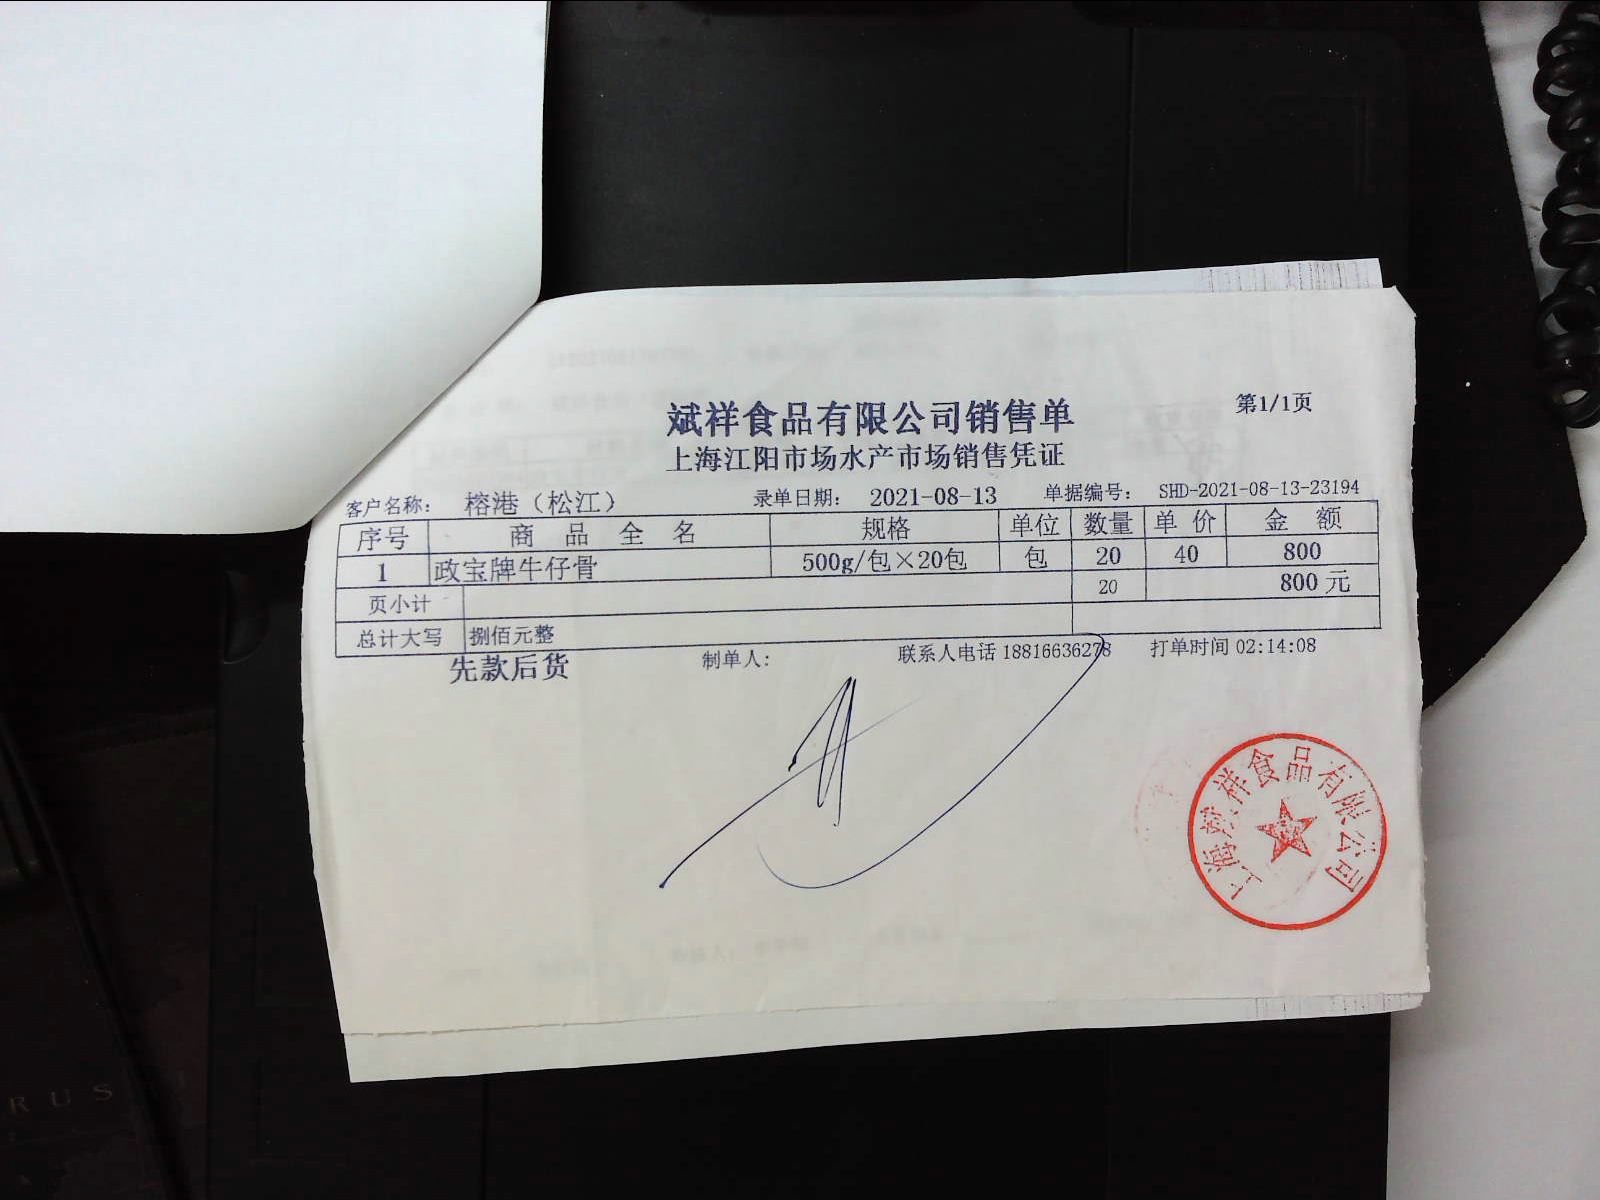 斌祥食品有限公司销售单
第1/1页
上海江阳市场水产市场销售凭证
客户名称: 榕港（松江） 录单日期: 2021-08-13 单据编号: SHD-2021-08-13-23194
序号 商品全名 规格 单位 数量 单价 金额
1 政宝牌牛仔骨 500g/包×20包 包 20 40 800
页小计 20 800元
总计大写 捌佰元整
先款后货 制单人: 联系人电话 18816636278 打单时间 02:14:08
上海斌祥食品有限公司
RUS